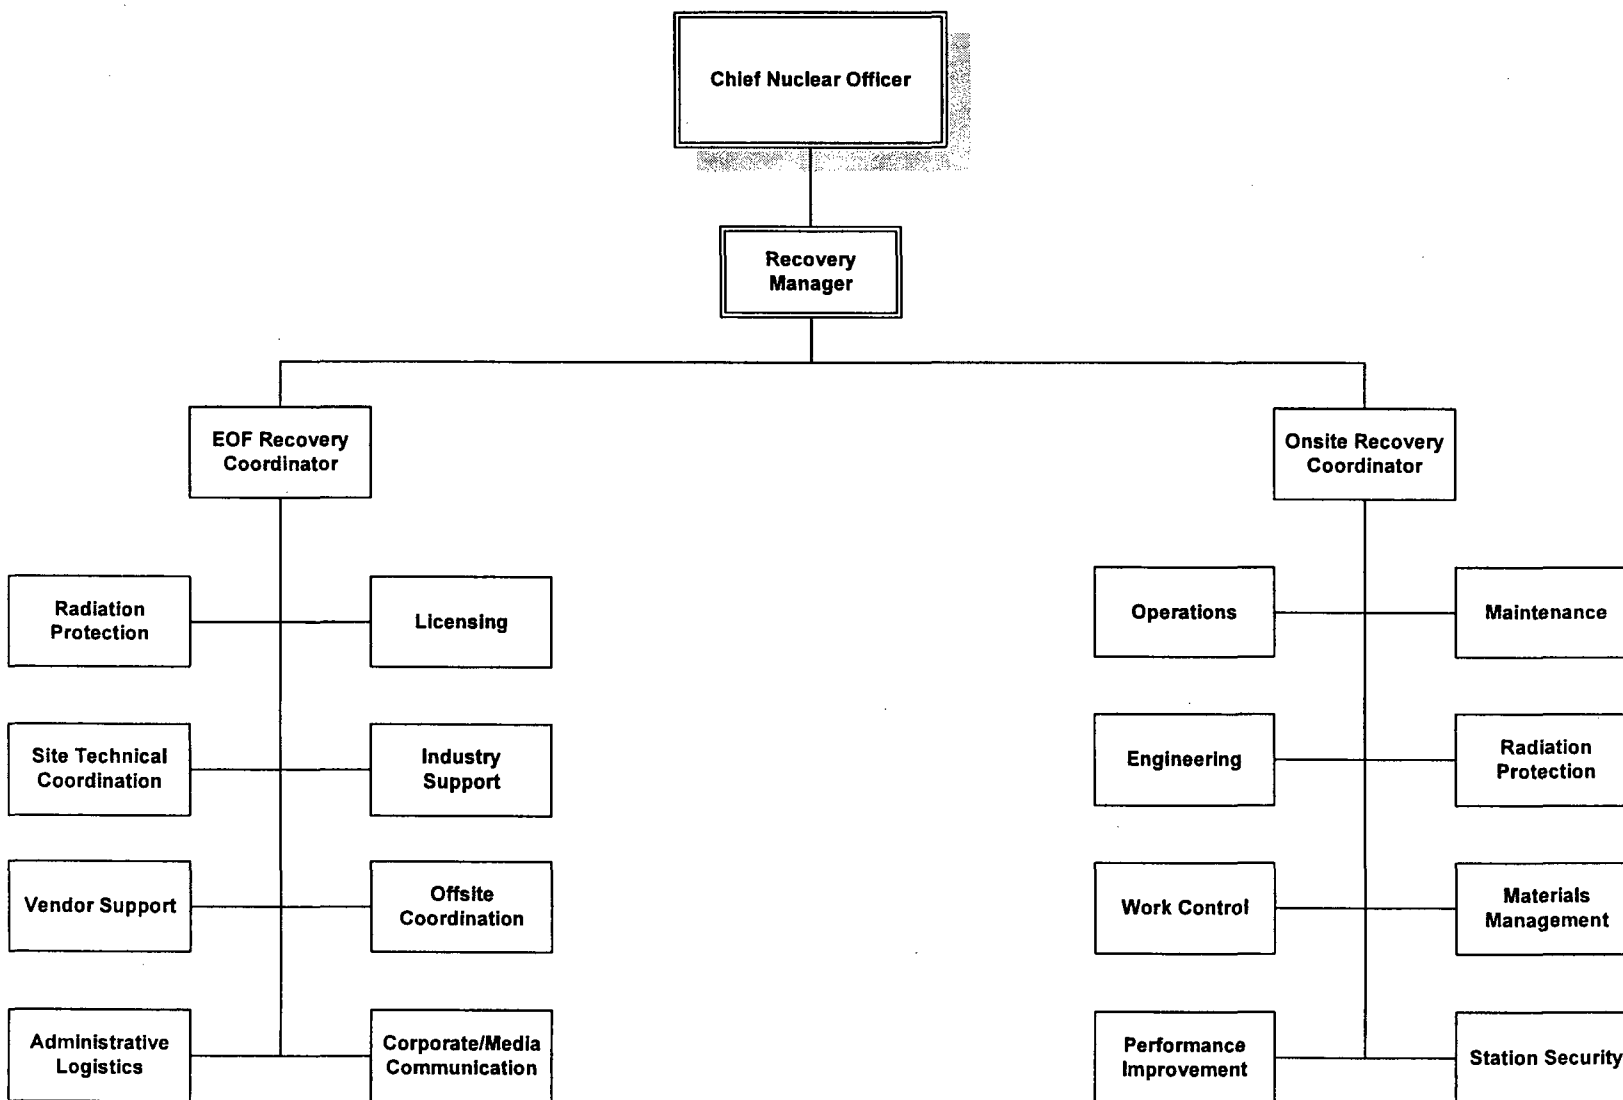 Chief Nuclear Officer
Recovery
Manager
EOF Recovery
Coordinator
Onsite Recovery
Coordinator
Radiation
Protection
Licensing
Operations
Maintenance
Site Technical
Coordination
Industry
Support
Engineering
Radiation
Protection
Vendor Support
Offsite
Coordination
Work Control
Materials
Management
Administrative
Logistics
Corporate/Media
Communication
Performance
Improvement
Station Security